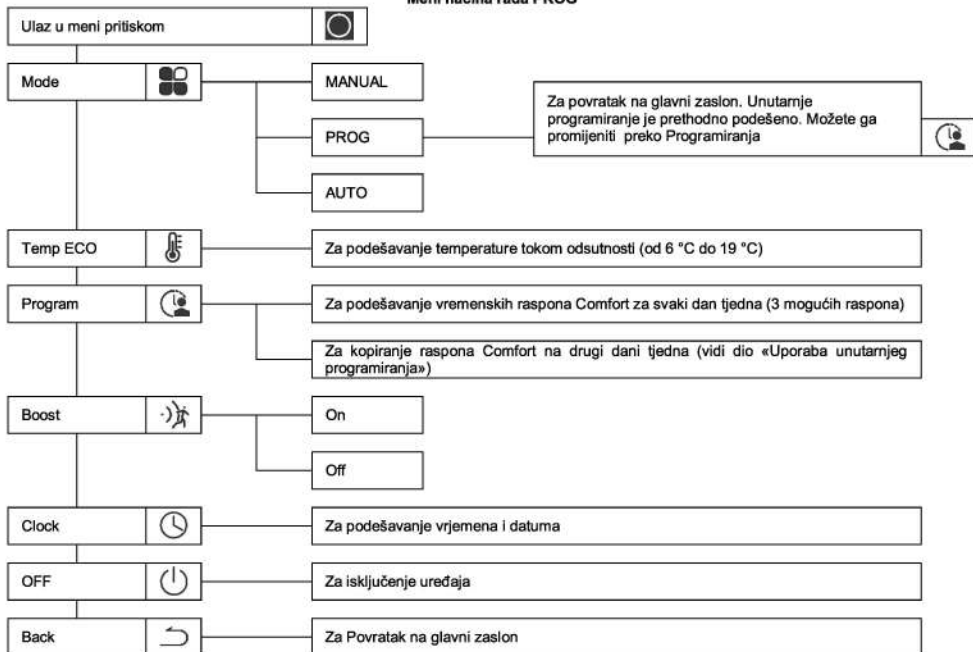 Meni načina rada PROG
Ulaz u meni pritiskom
Mode
MANUAL
PROG
Za povratak na glavni zaslon. Unutarnje
programiranje je prethodno podešeno. Možete ga
promijeniti preko Programiranja
AUTO
Temp ECO
Za podešavanje temperature tokom odsutnosti (od 6 °C do 19 °C)
Program
Za podešavanje vremenskih raspona Comfort za svaki dan tjedna (3 mogućih raspona)
Za kopiranje raspona Comfort na drugi dani tjedna (vidi dio «Uporaba unutarnjeg
programiranja»)
Boost
On
Off
Clock
Za podešavanje vrjemena i datuma
OFF
Za isključenje uređaja
Back
Za Povratak na glavni zaslon